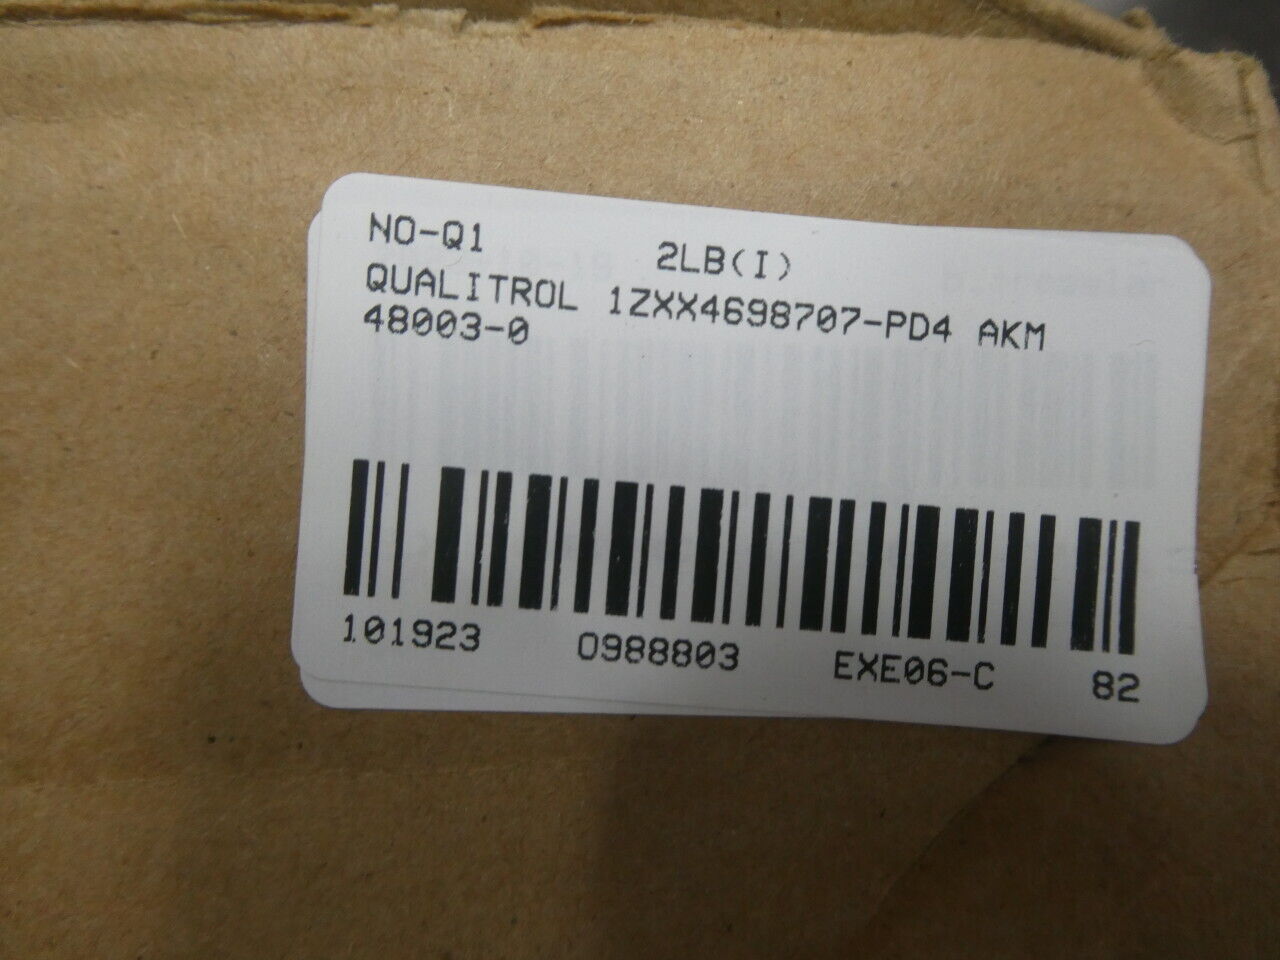 NO-Q1 2LB(I)
QUALITROL 1ZXX4698707-PD4 AKM
48003-0
101923 0988803 EXE06-C 82